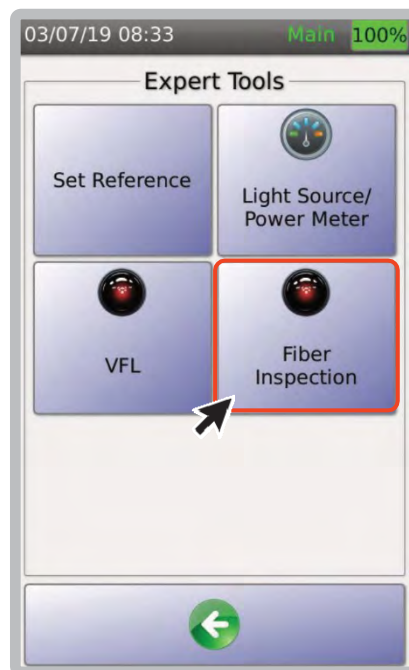 03/07/19 08:33 Main 100%
Expert Tools
Set Reference
Light Source/
Power Meter
VFL
Fiber
Inspection